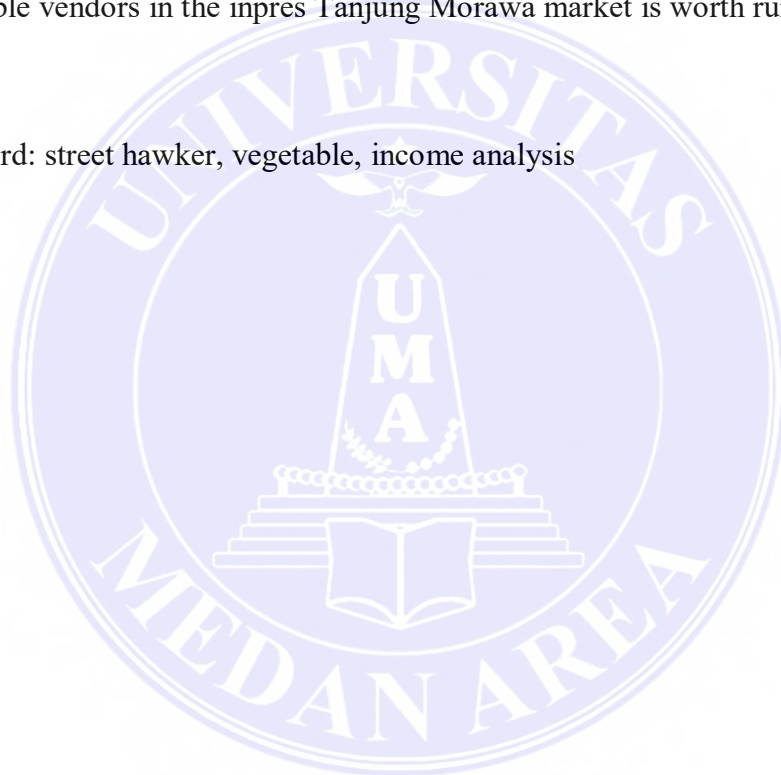 ble vendors in the inpres Tanjung Morawa market is worth ru
rd: street hawker, vegetable, income analysis
UNIVERSITAS
UMA
MEDAN AREA